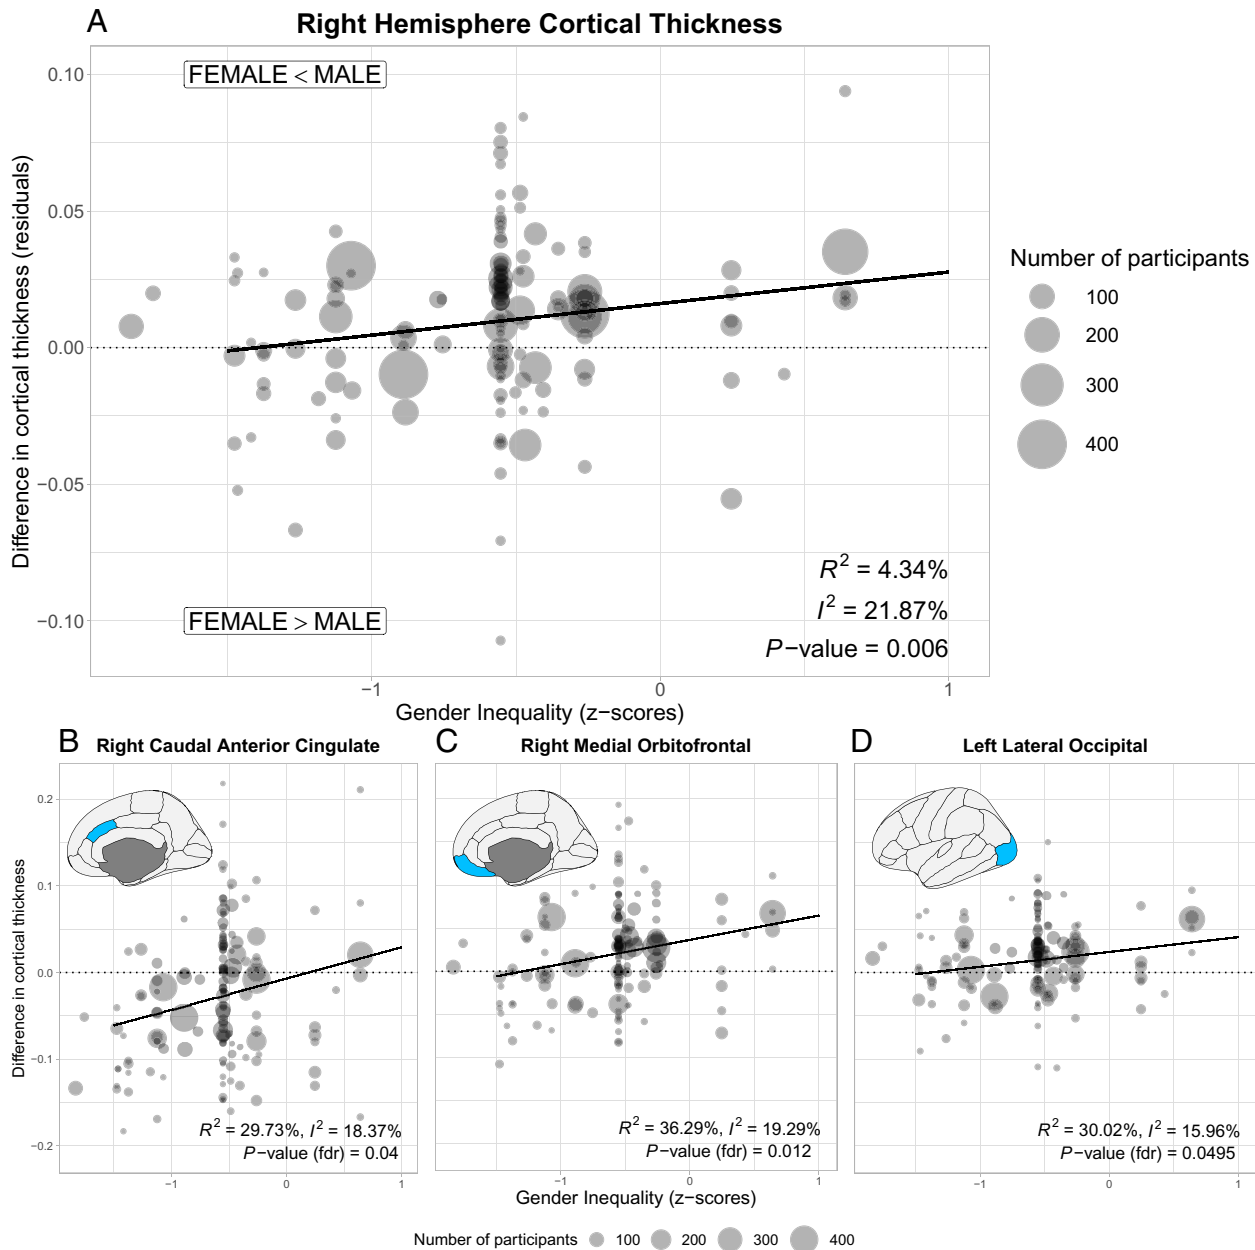 A
Right Hemisphere Cortical Thickness
FEMALE < MALE
FEMALE > MALE
0.10
0.05
0.00
−0.05
−0.10
Difference in cortical thickness (residuals)
R² = 4.34%
I² = 21.87%
P−value = 0.006
−1
0
1
Gender Inequality (z−scores)
Number of participants
100
200
300
400
B
Right Caudal Anterior Cingulate
0.2
0.1
0.0
−0.1
−0.2
Difference in cortical thickness
R² = 29.73%, I² = 18.37%
P−value (fdr) = 0.04
−1
0
1
C
Right Medial Orbitofrontal
R² = 36.29%, I² = 19.29%
P−value (fdr) = 0.012
−1
0
1
D
Left Lateral Occipital
R² = 30.02%, I² = 15.96%
P−value (fdr) = 0.0495
−1
0
1
Gender Inequality (z−scores)
Number of participants 100 200 300 400